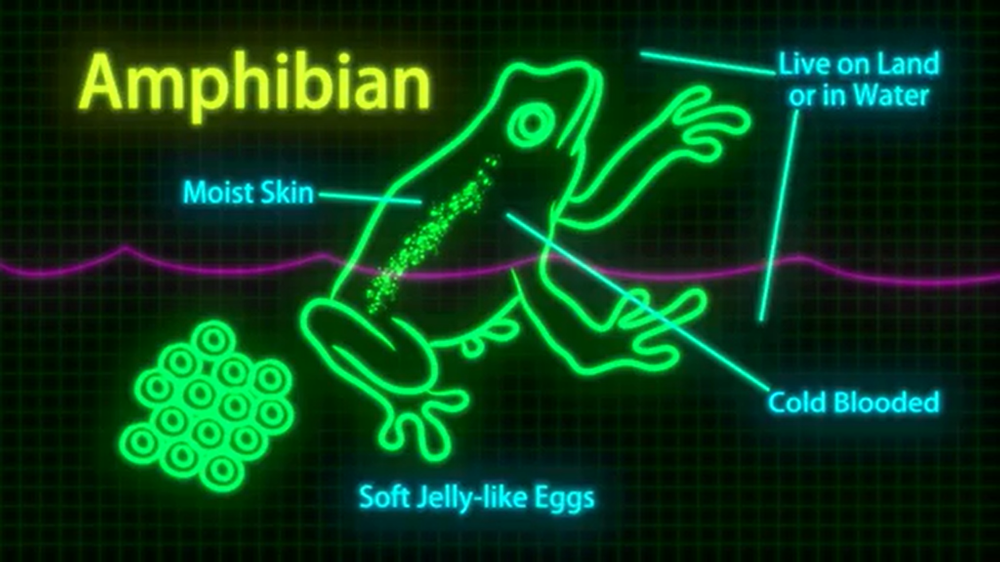 Amphibian
Live on Land
or in Water
Moist Skin
Cold Blooded
Soft Jelly-like Eggs